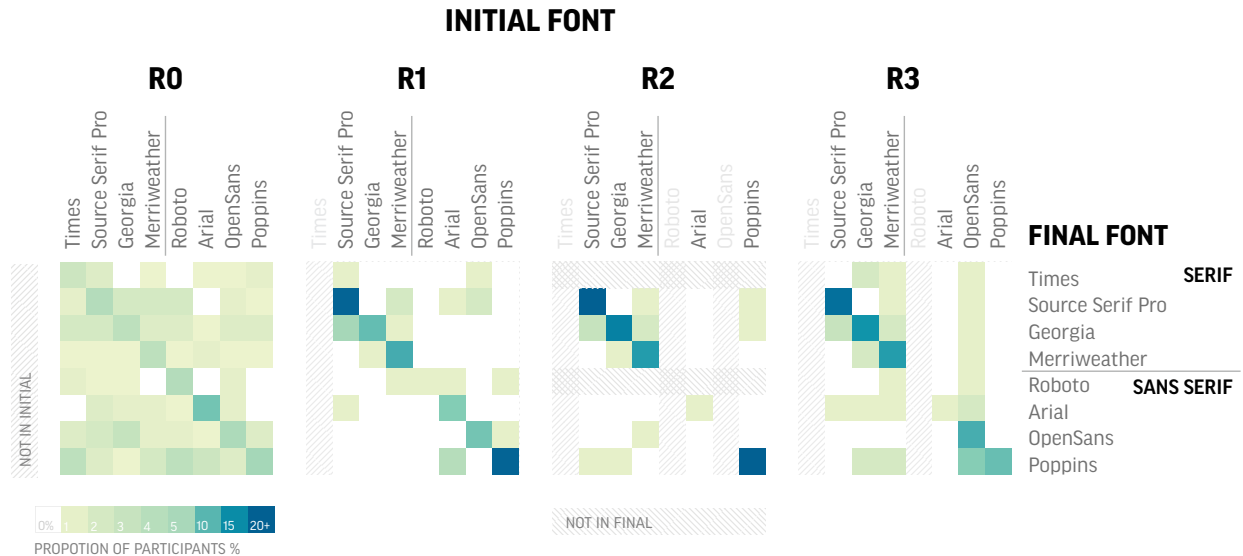 INITIAL FONT
R0
R1
R2
R3
Times
Source Serif Pro
Georgia
Merriweather
Roboto
Arial
OpenSans
Poppins
Times
Source Serif Pro
Georgia
Merriweather
Roboto
Arial
OpenSans
Poppins
Times
Source Serif Pro
Georgia
Merriweather
Roboto
Arial
OpenSans
Poppins
Times
Source Serif Pro
Georgia
Merriweather
Roboto
Arial
OpenSans
Poppins
FINAL FONT
Times SERIF
Source Serif Pro
Georgia
Merriweather
Roboto SANS SERIF
Arial
OpenSans
Poppins
NOT IN INITIAL
0% 1 2 3 4 5 10 15 20+
PROPOTION OF PARTICIPANTS %
NOT IN FINAL